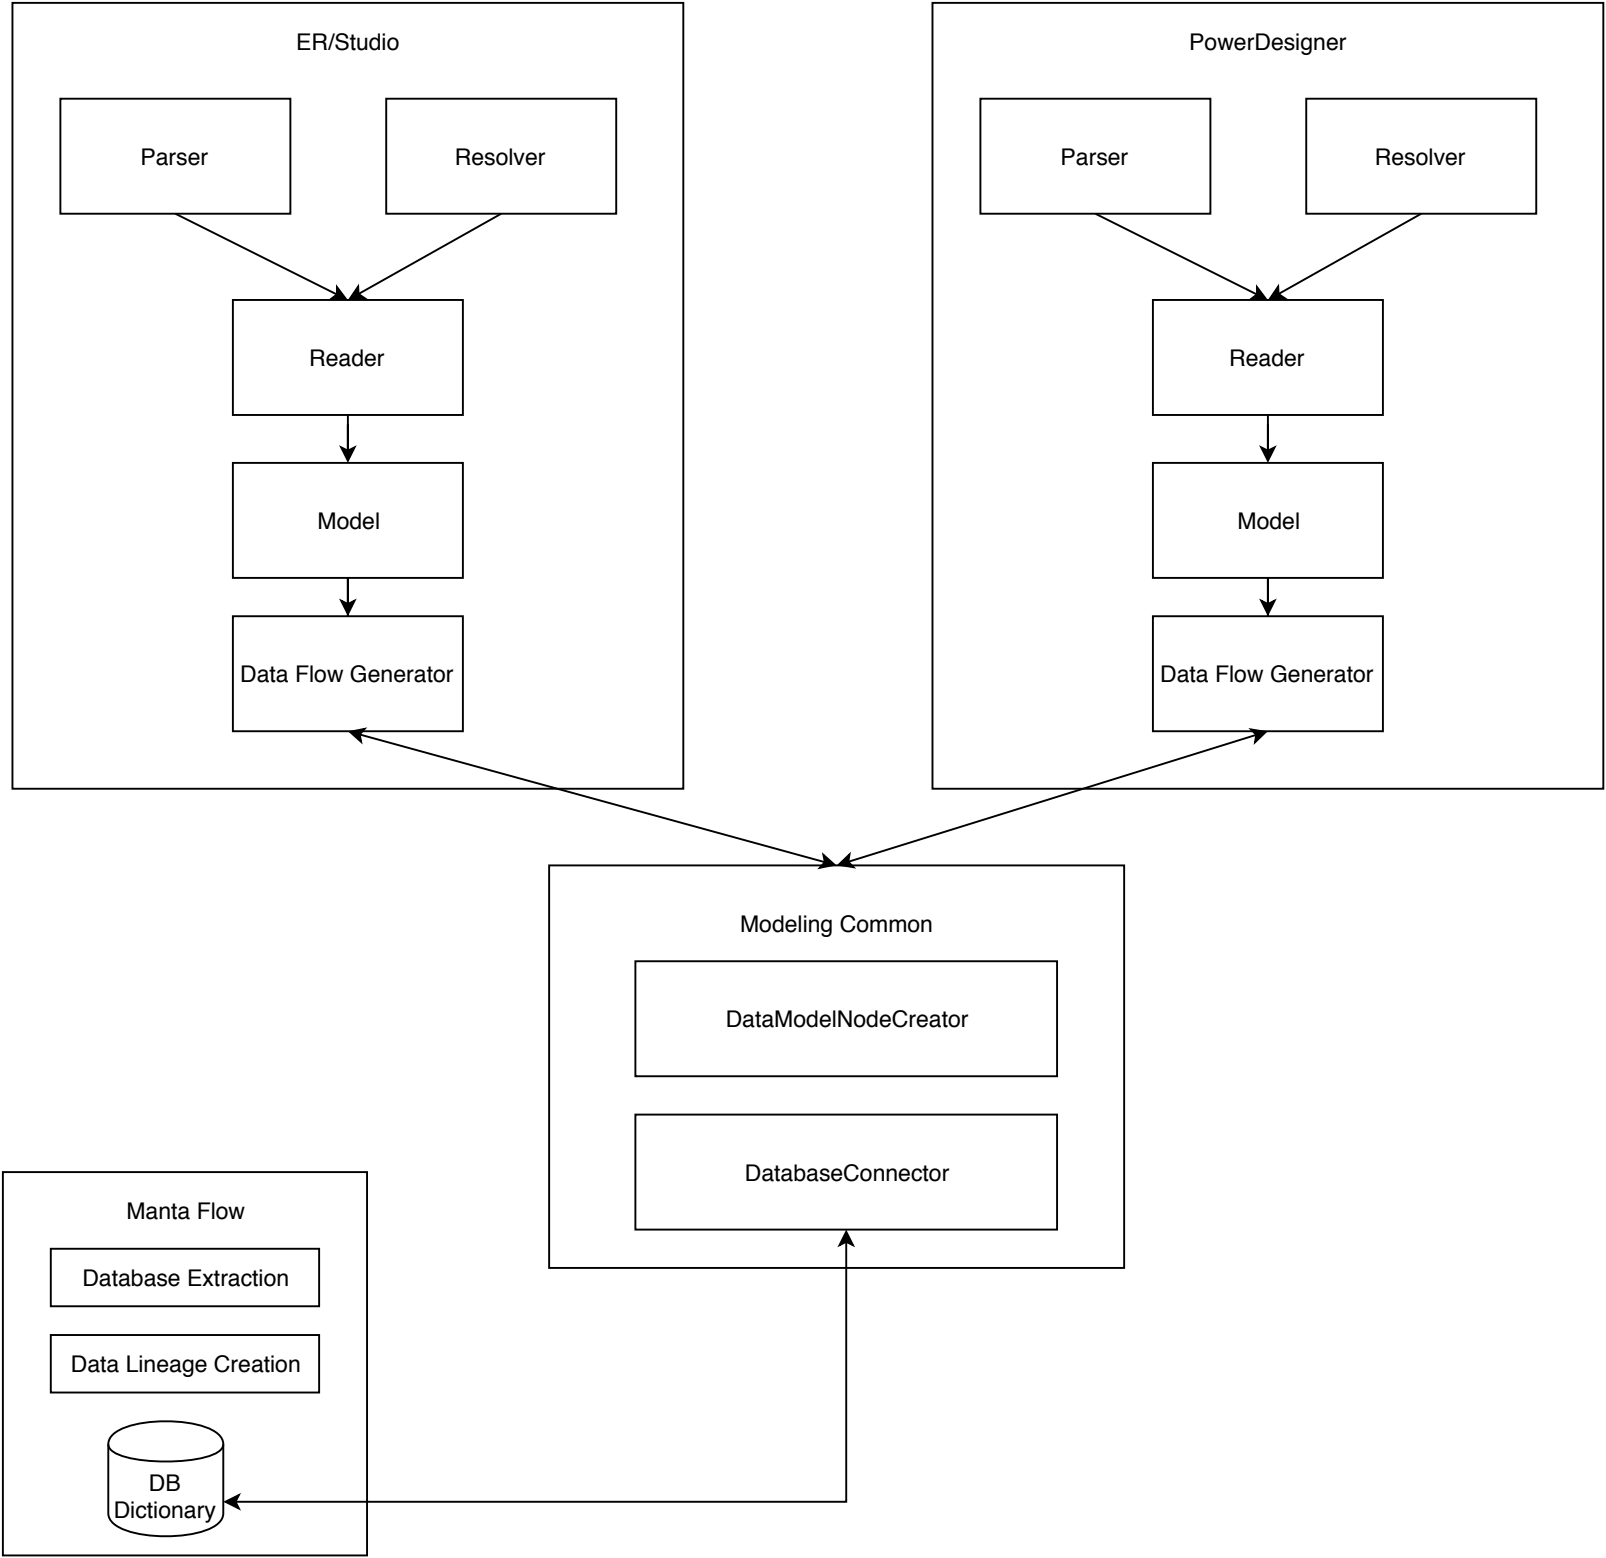 ER/Studio
Parser
Resolver
Reader
Model
Data Flow Generator
PowerDesigner
Parser
Resolver
Reader
Model
Data Flow Generator
Modeling Common
DataModelNodeCreator
DatabaseConnector
Manta Flow
Database Extraction
Data Lineage Creation
DB
Dictionary